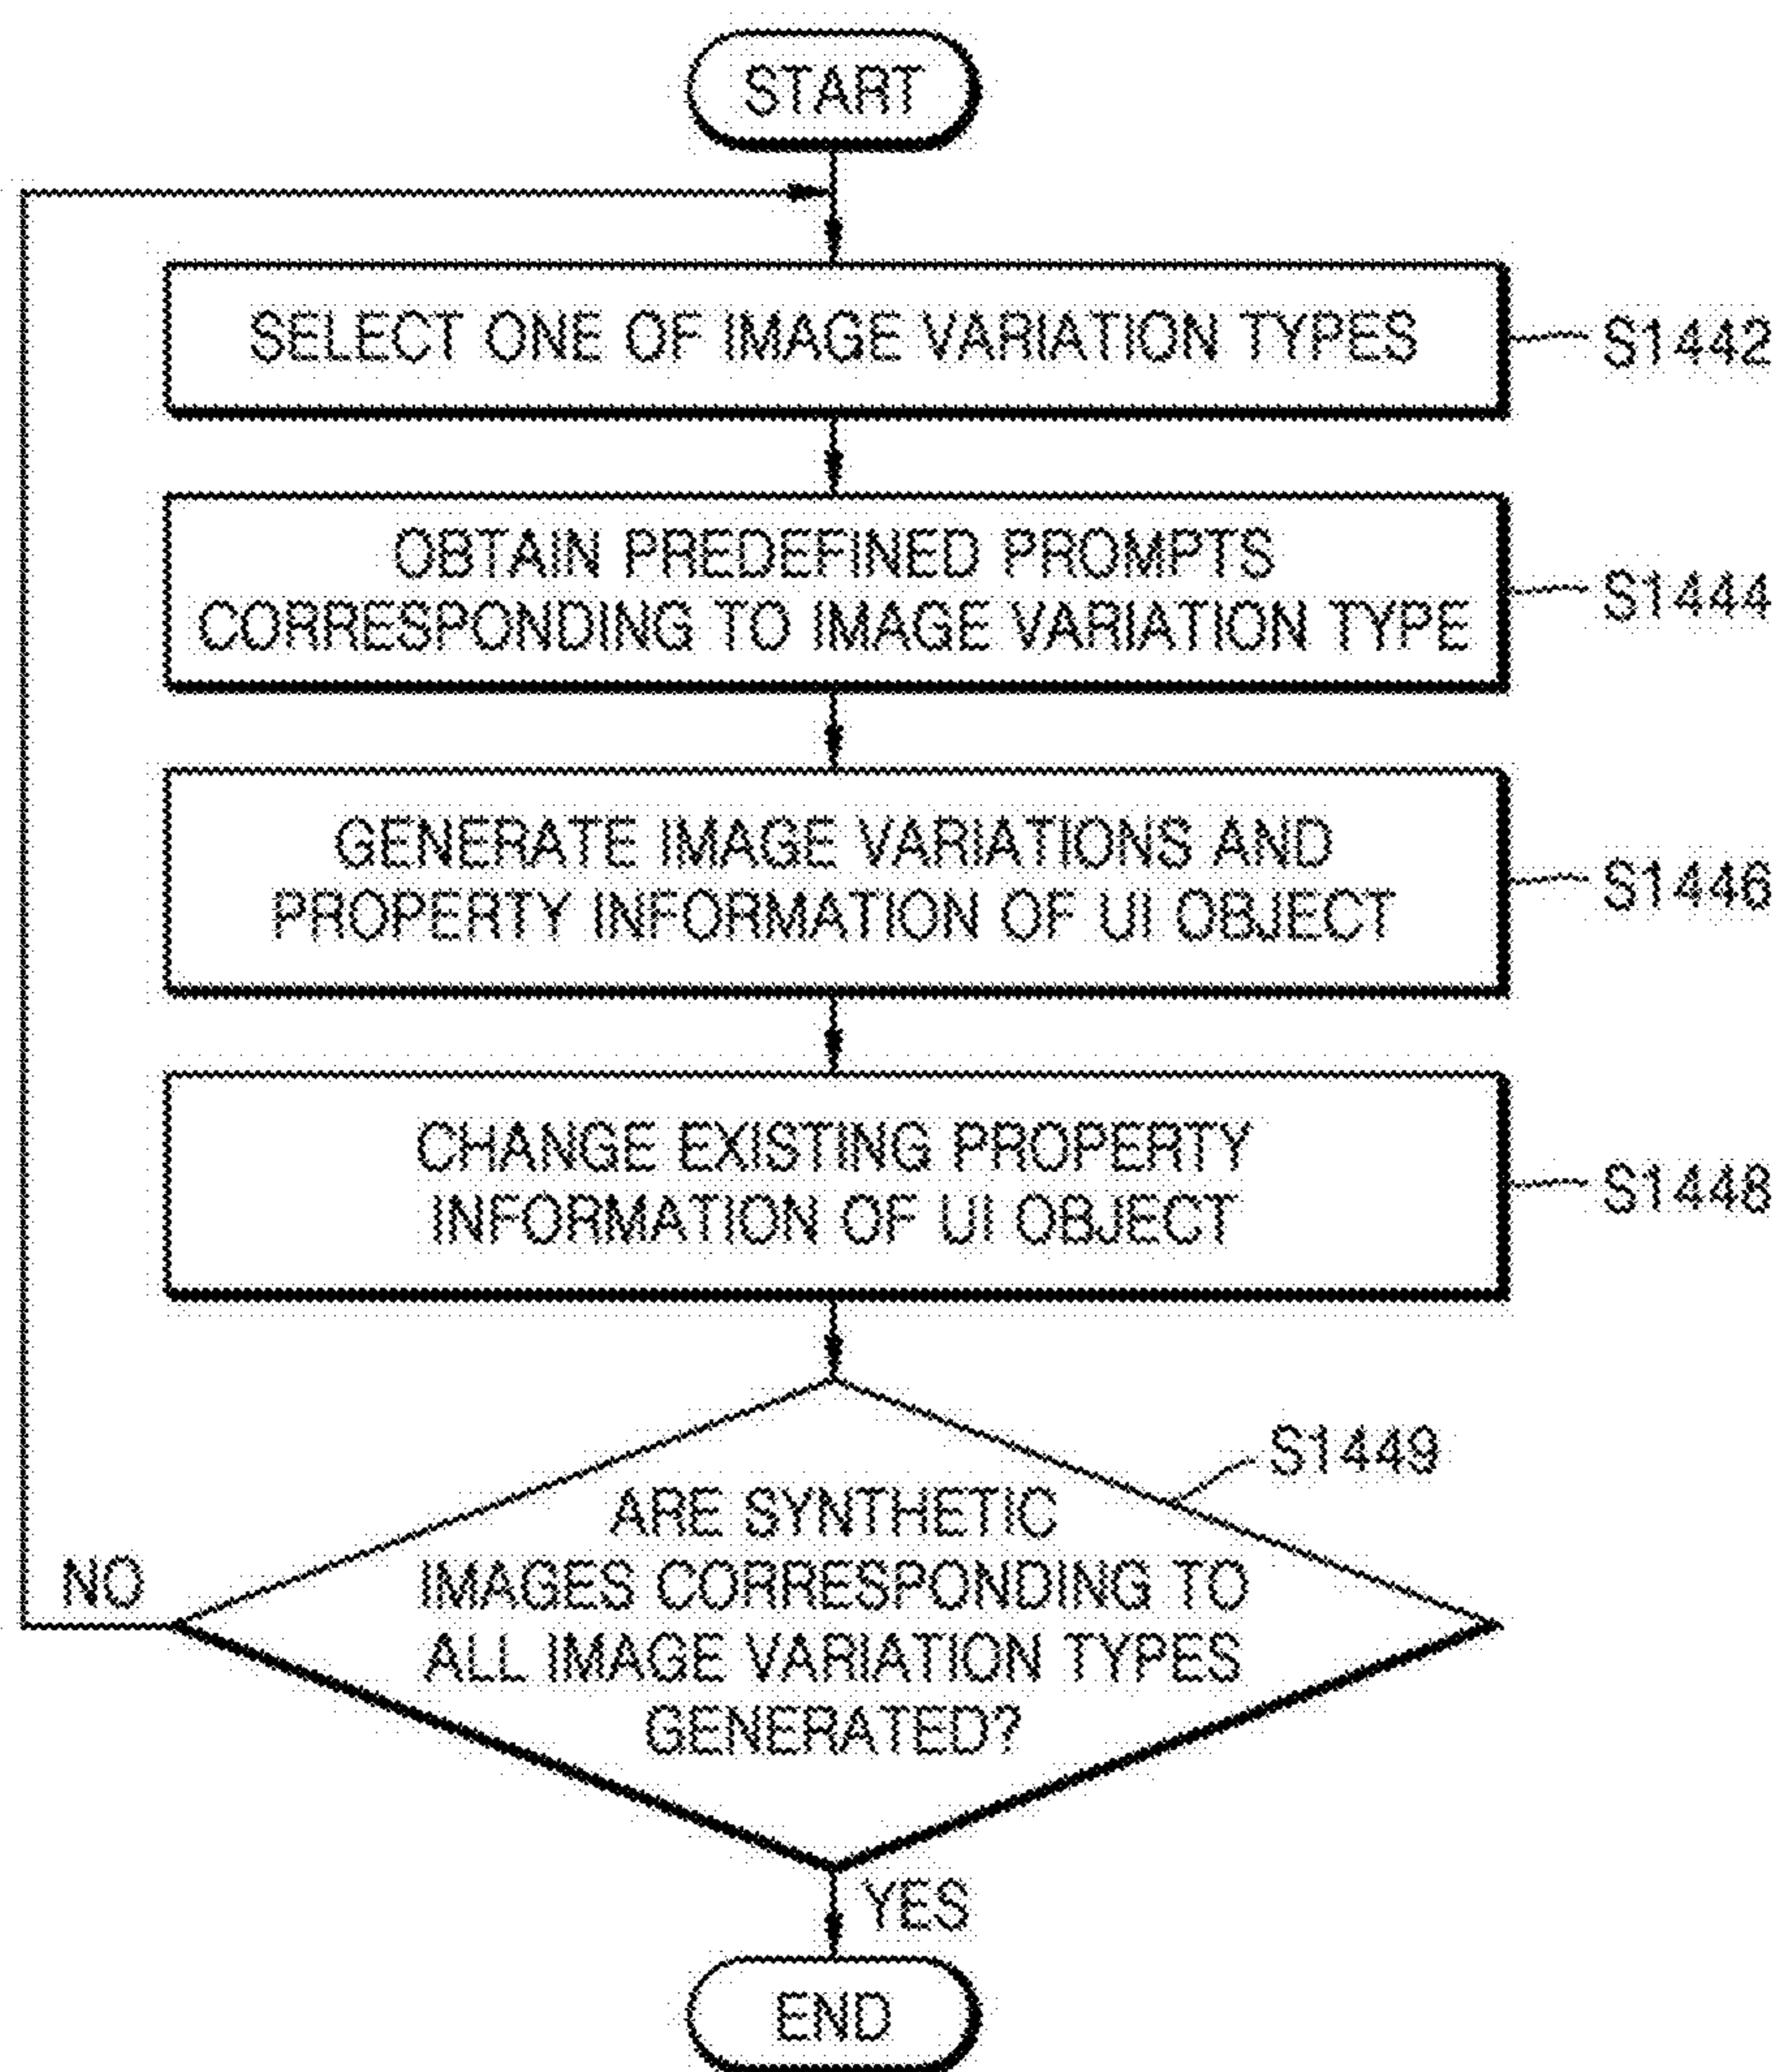 START
SELECT ONE OF IMAGE VARIATION TYPES
S1442
OBTAIN PREDEFINED PROMPTS
CORRESPONDING TO IMAGE VARIATION TYPE
S1444
GENERATE IMAGE VARIATIONS AND
PROPERTY INFORMATION OF UI OBJECT
S1446
CHANGE EXISTING PROPERTY
INFORMATION OF UI OBJECT
S1448
S1449
ARE SYNTHETIC
IMAGES CORRESPONDING TO
ALL IMAGE VARIATION TYPES
GENERATED?
NO
YES
END